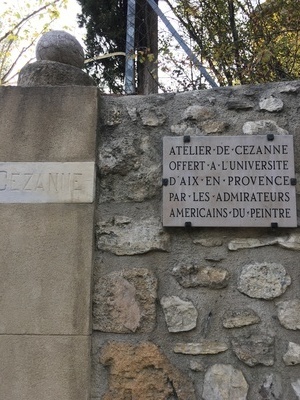 CEZANNE
ATELIER·DE·CEZANNE
OFFERT·A·L'UNIVERSITE
D'AIX·EN·PROVENCE
PAR·LES·ADMIRATEURS
AMERICAINS·DU·PEINTRE